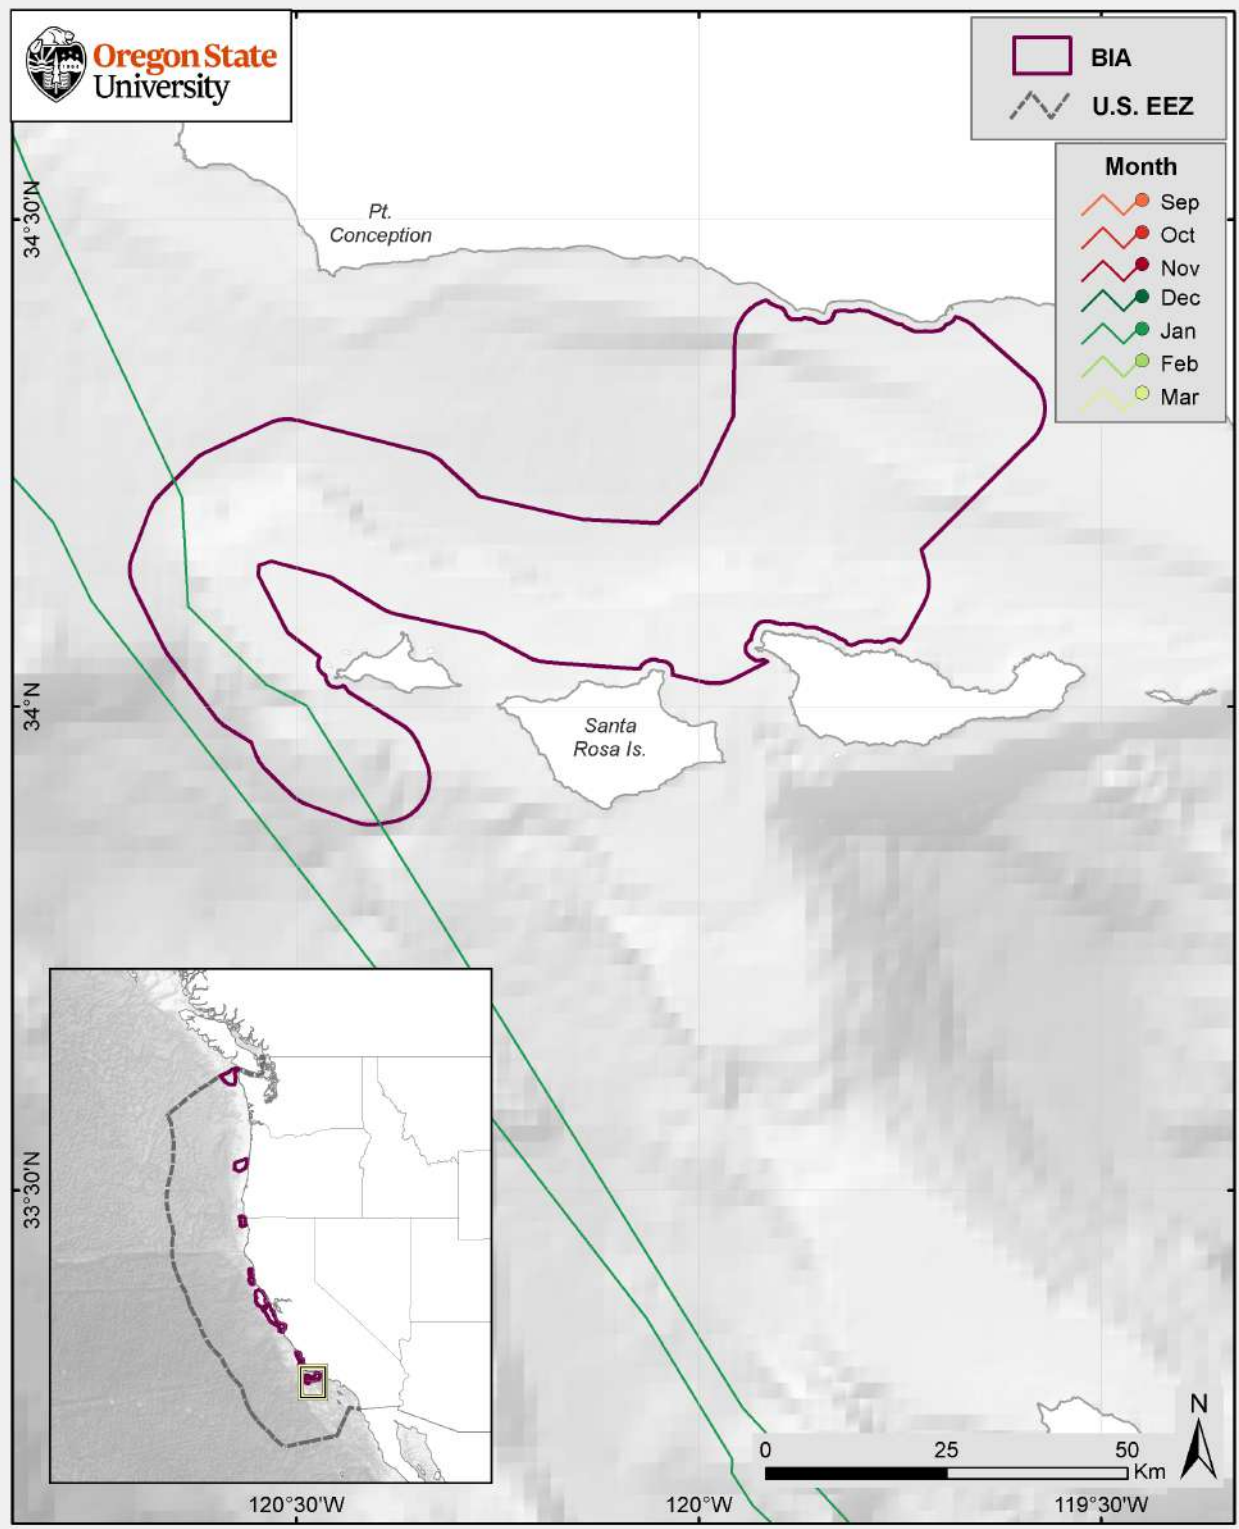 Oregon State
University
BIA
U.S. EEZ
Month
Sep
Oct
Nov
Dec
Jan
Feb
Mar
34°30'N
Pt.
Conception
34°N
Santa
Rosa Is.
33°30'N
N
0 25 50
Km
120°30'W 120°W 119°30'W